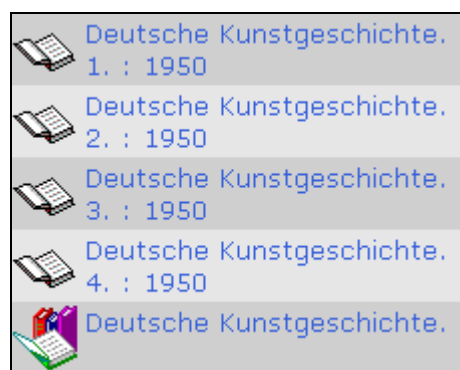 Deutsche Kunstgeschichte.
1. : 1950
Deutsche Kunstgeschichte.
2. : 1950
Deutsche Kunstgeschichte.
3. : 1950
Deutsche Kunstgeschichte.
4. : 1950
Deutsche Kunstgeschichte.